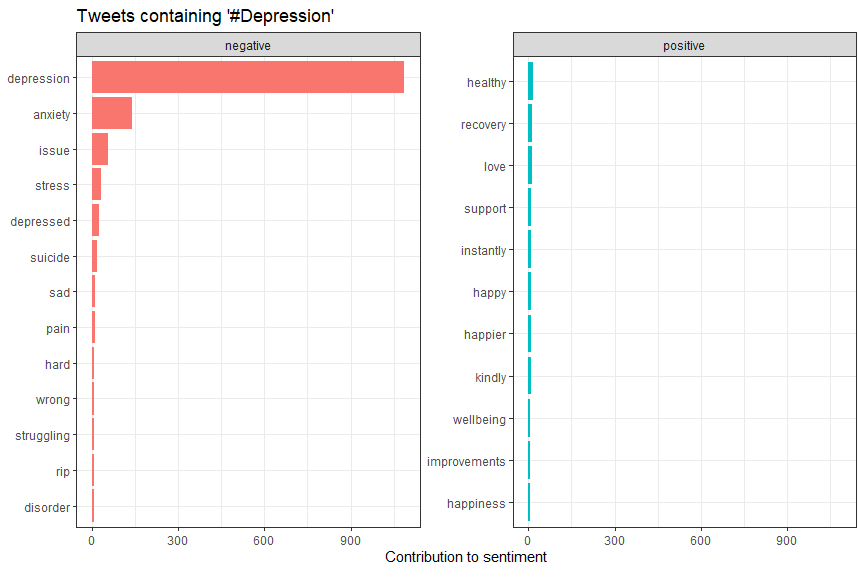 Tweets containing '#Depression'
negative
depression
anxiety
issue
stress
depressed
suicide
sad
pain
hard
wrong
struggling
rip
disorder
0 300 600 900
positive
healthy
recovery
love
support
instantly
happy
happier
kindly
wellbeing
improvements
happiness
0 300 600 900
Contribution to sentiment